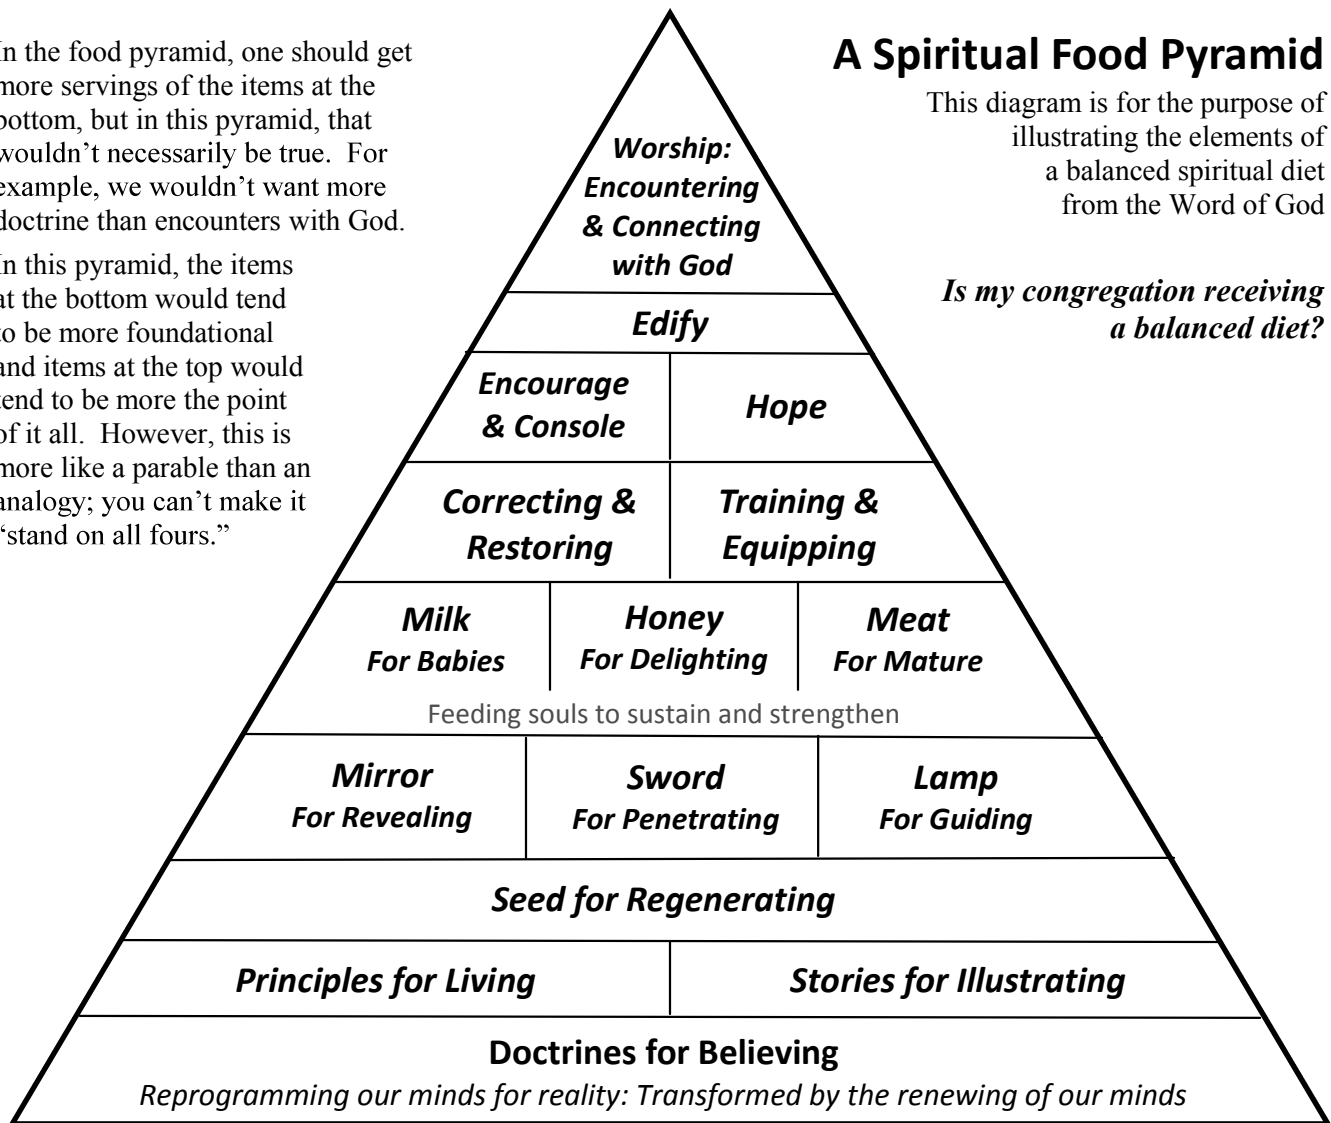 In the food pyramid, one should get
more servings of the items at the
bottom, but in this pyramid, that
wouldn’t necessarily be true.  For
example, we wouldn’t want more
doctrine than encounters with God.
In this pyramid, the items
at the bottom would tend
to be more foundational
and items at the top would
tend to be more the point
of it all.  However, this is
more like a parable than an
analogy; you can’t make it
“stand on all fours.”
A Spiritual Food Pyramid
This diagram is for the purpose of
illustrating the elements of
a balanced spiritual diet
from the Word of God
Is my congregation receiving
a balanced diet?
Worship:
Encountering
& Connecting
with God
Edify
Encourage
& Console
Hope
Correcting &
Restoring
Training &
Equipping
Milk
For Babies
Honey
For Delighting
Meat
For Mature
Feeding souls to sustain and strengthen
Mirror
For Revealing
Sword
For Penetrating
Lamp
For Guiding
Seed for Regenerating
Principles for Living
Stories for Illustrating
Doctrines for Believing
Reprogramming our minds for reality: Transformed by the renewing of our minds